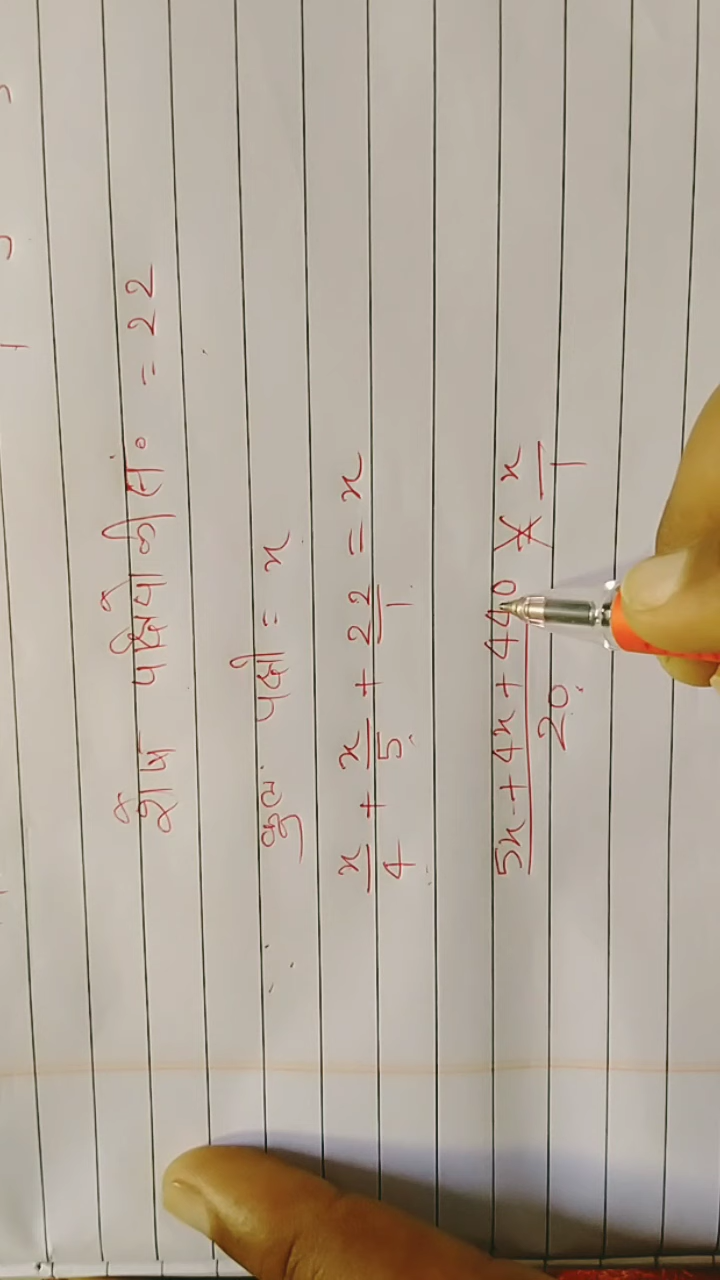 शेष पक्षियों की सं० = 22
कुल पक्षी = x
x/4 + x/5 + 22/1 = x
5x + 4x + 440/20 × x/1